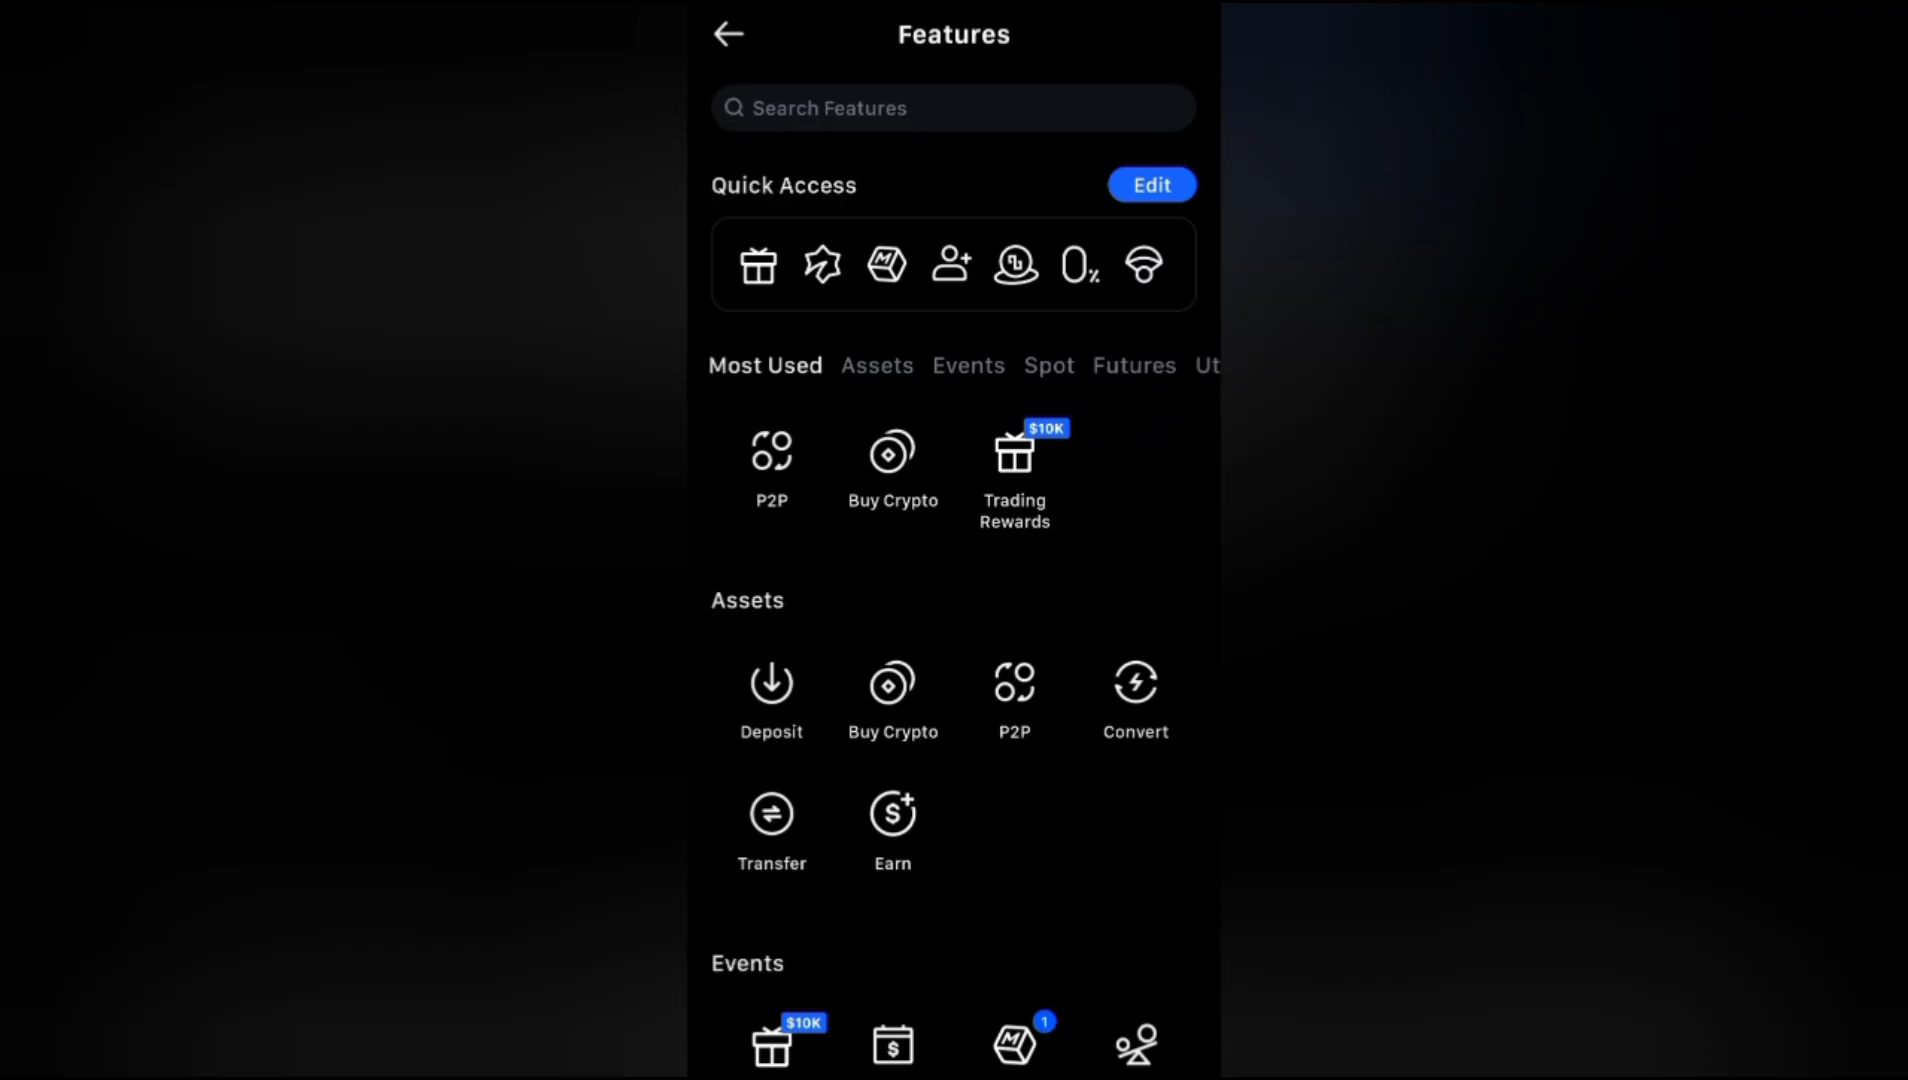 Features
Search Features
Quick Access
Edit
Most Used Assets Events Spot Futures Ut
$10K
P2P
Buy Crypto
Trading
Rewards
Assets
Deposit
Buy Crypto
P2P
Convert
Transfer
Earn
Events
$10K
1